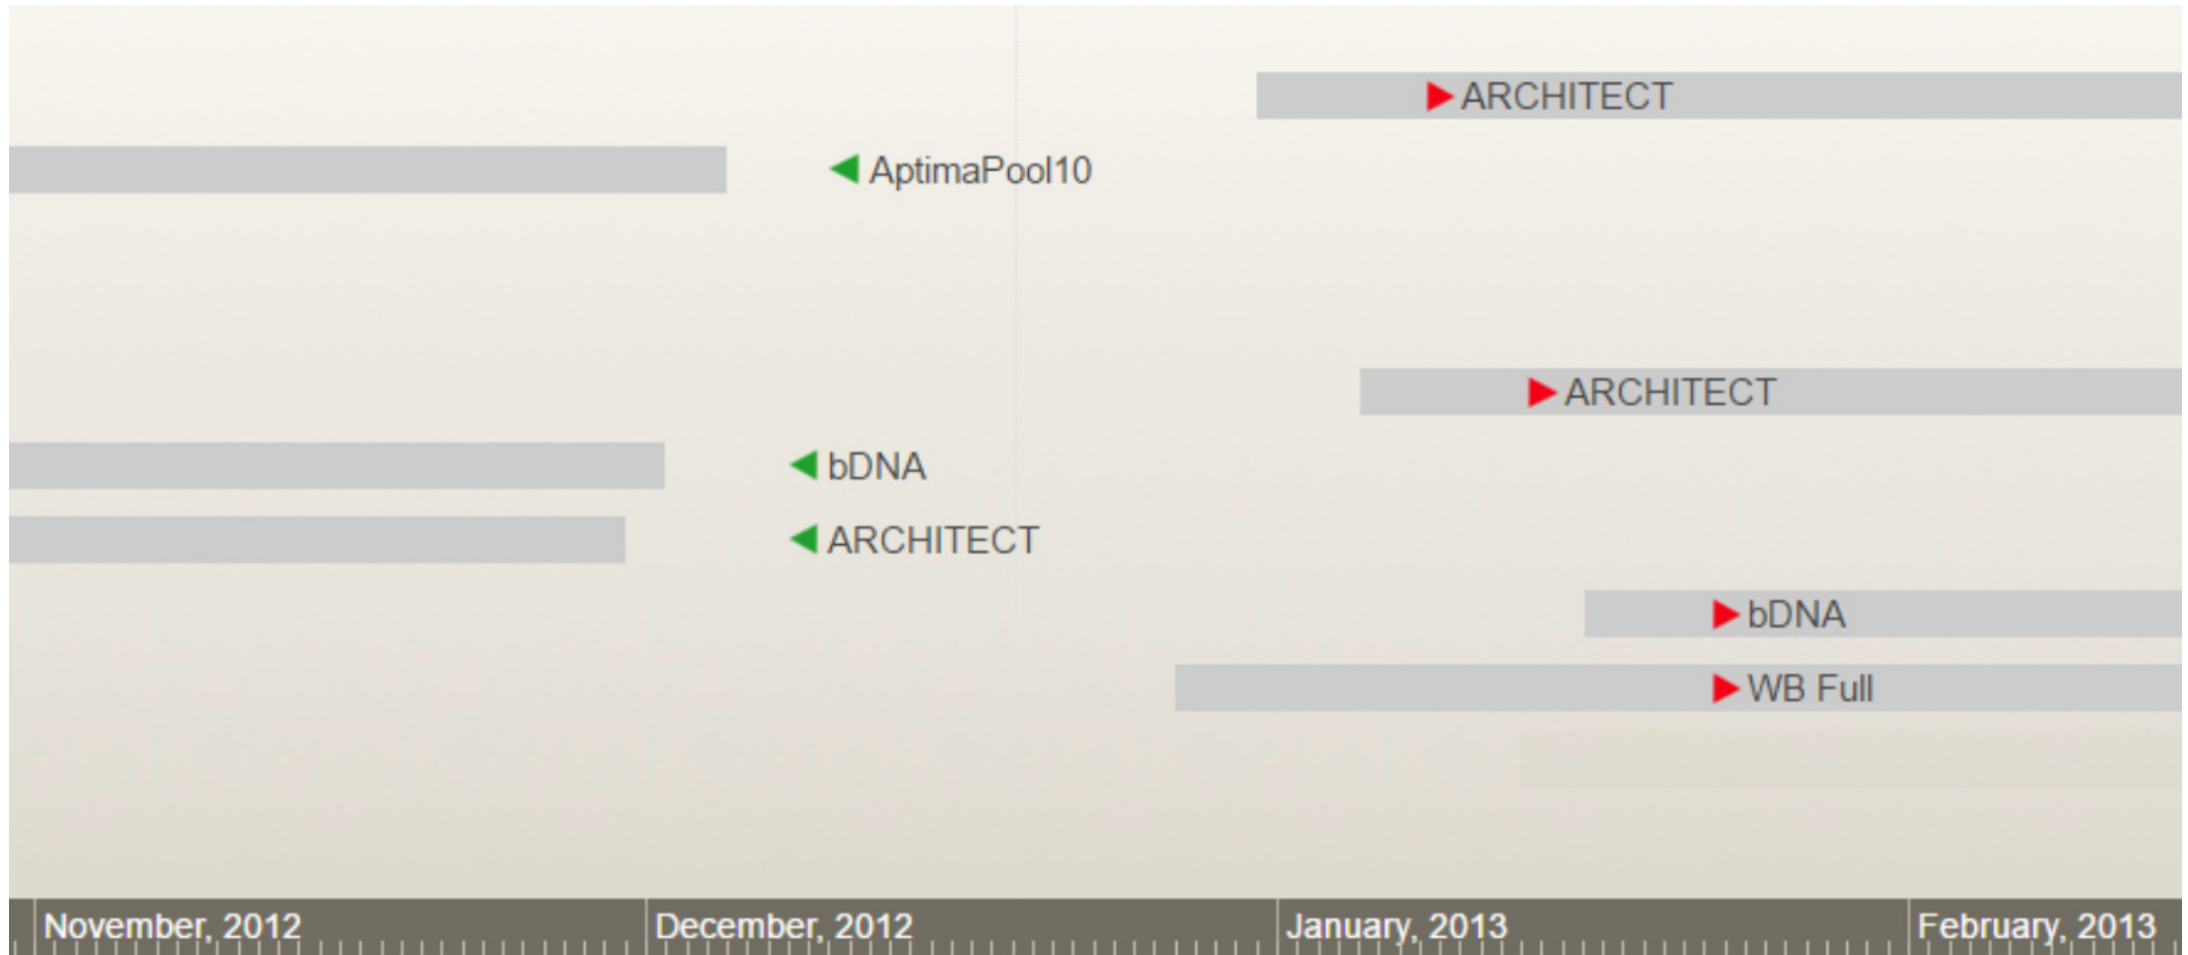 ARCHITECT
AptimaPool10
ARCHITECT
bDNA
ARCHITECT
bDNA
WB Full
November, 2012 December, 2012 January, 2013 February, 2013